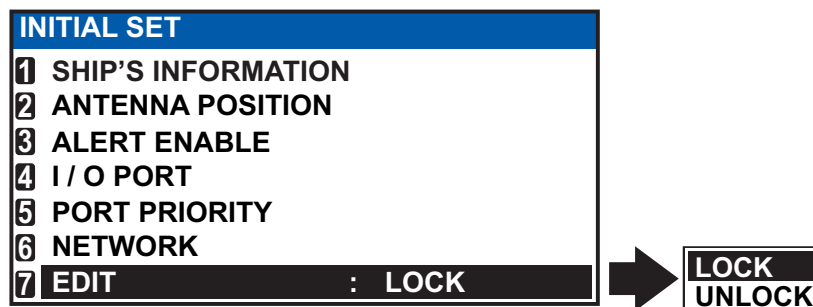 INITIAL SET
1 SHIP'S INFORMATION
2 ANTENNA POSITION
3 ALERT ENABLE
4 I / O PORT
5 PORT PRIORITY
6 NETWORK
7 EDIT : LOCK
LOCK
UNLOCK